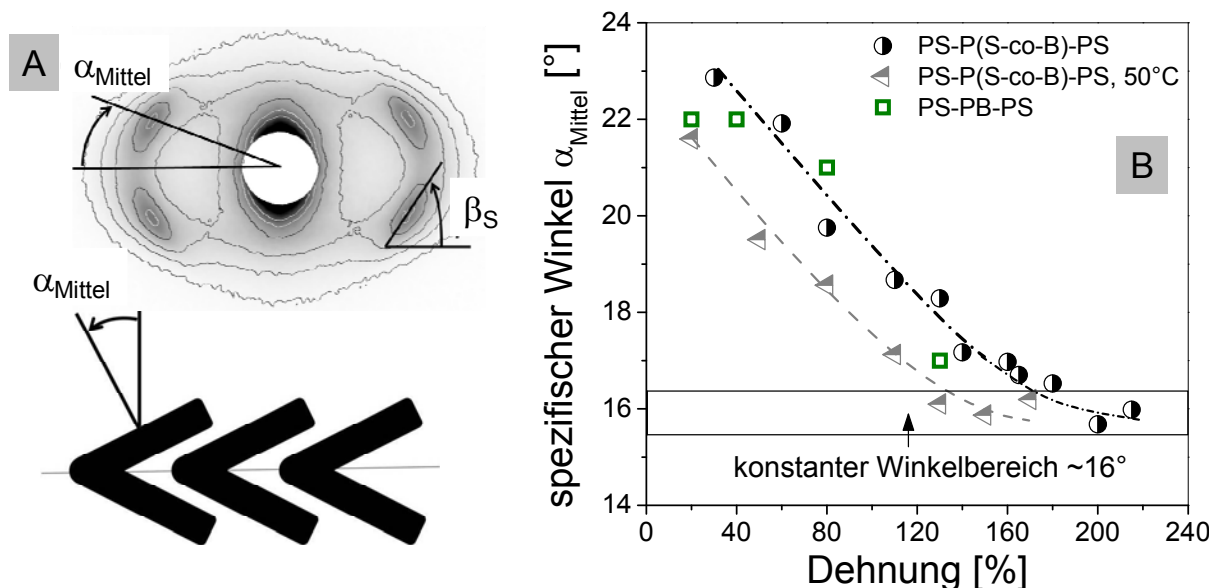 A
αMittel
βS
αMittel
B
spezifischer Winkel αMittel [°]
24
22
20
18
16
14
PS-P(S-co-B)-PS
PS-P(S-co-B)-PS, 50°C
PS-PB-PS
konstanter Winkelbereich ~16°
0 40 80 120 160 200 240
Dehnung [%]